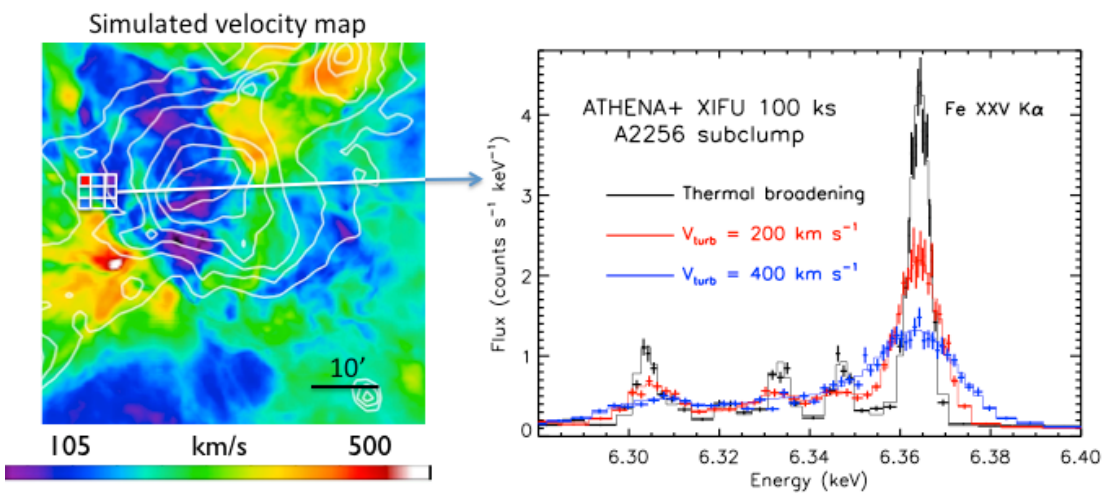 Simulated velocity map
10’
105 km/s 500
ATHENA+ XIFU 100 ks
A2256 subclump
Fe XXV Kα
Thermal broadening
V_turb = 200 km s⁻¹
V_turb = 400 km s⁻¹
Flux (counts s⁻¹ keV⁻¹)
4
3
2
1
0
6.30 6.32 6.34 6.36 6.38 6.40
Energy (keV)